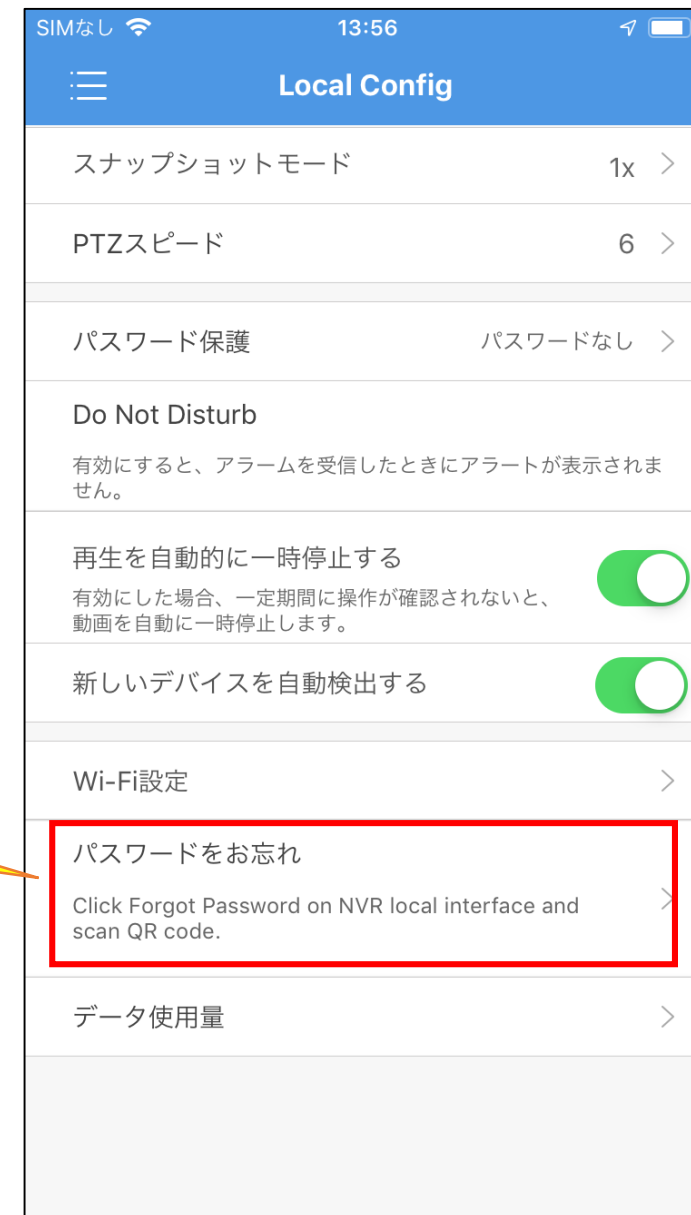 SIMなし 13:56
Local Config
スナップショットモード 1x
PTZスピード 6
パスワード保護 パスワードなし
Do Not Disturb
有効にすると、アラームを受信したときにアラートが表示されま
せん。
再生を自動的に一時停止する
有効にした場合、一定期間に操作が確認されないと、
動画を自動に一時停止します。
新しいデバイスを自動検出する
Wi-Fi設定
パスワードをお忘れ
Click Forgot Password on NVR local interface and
scan QR code.
データ使用量